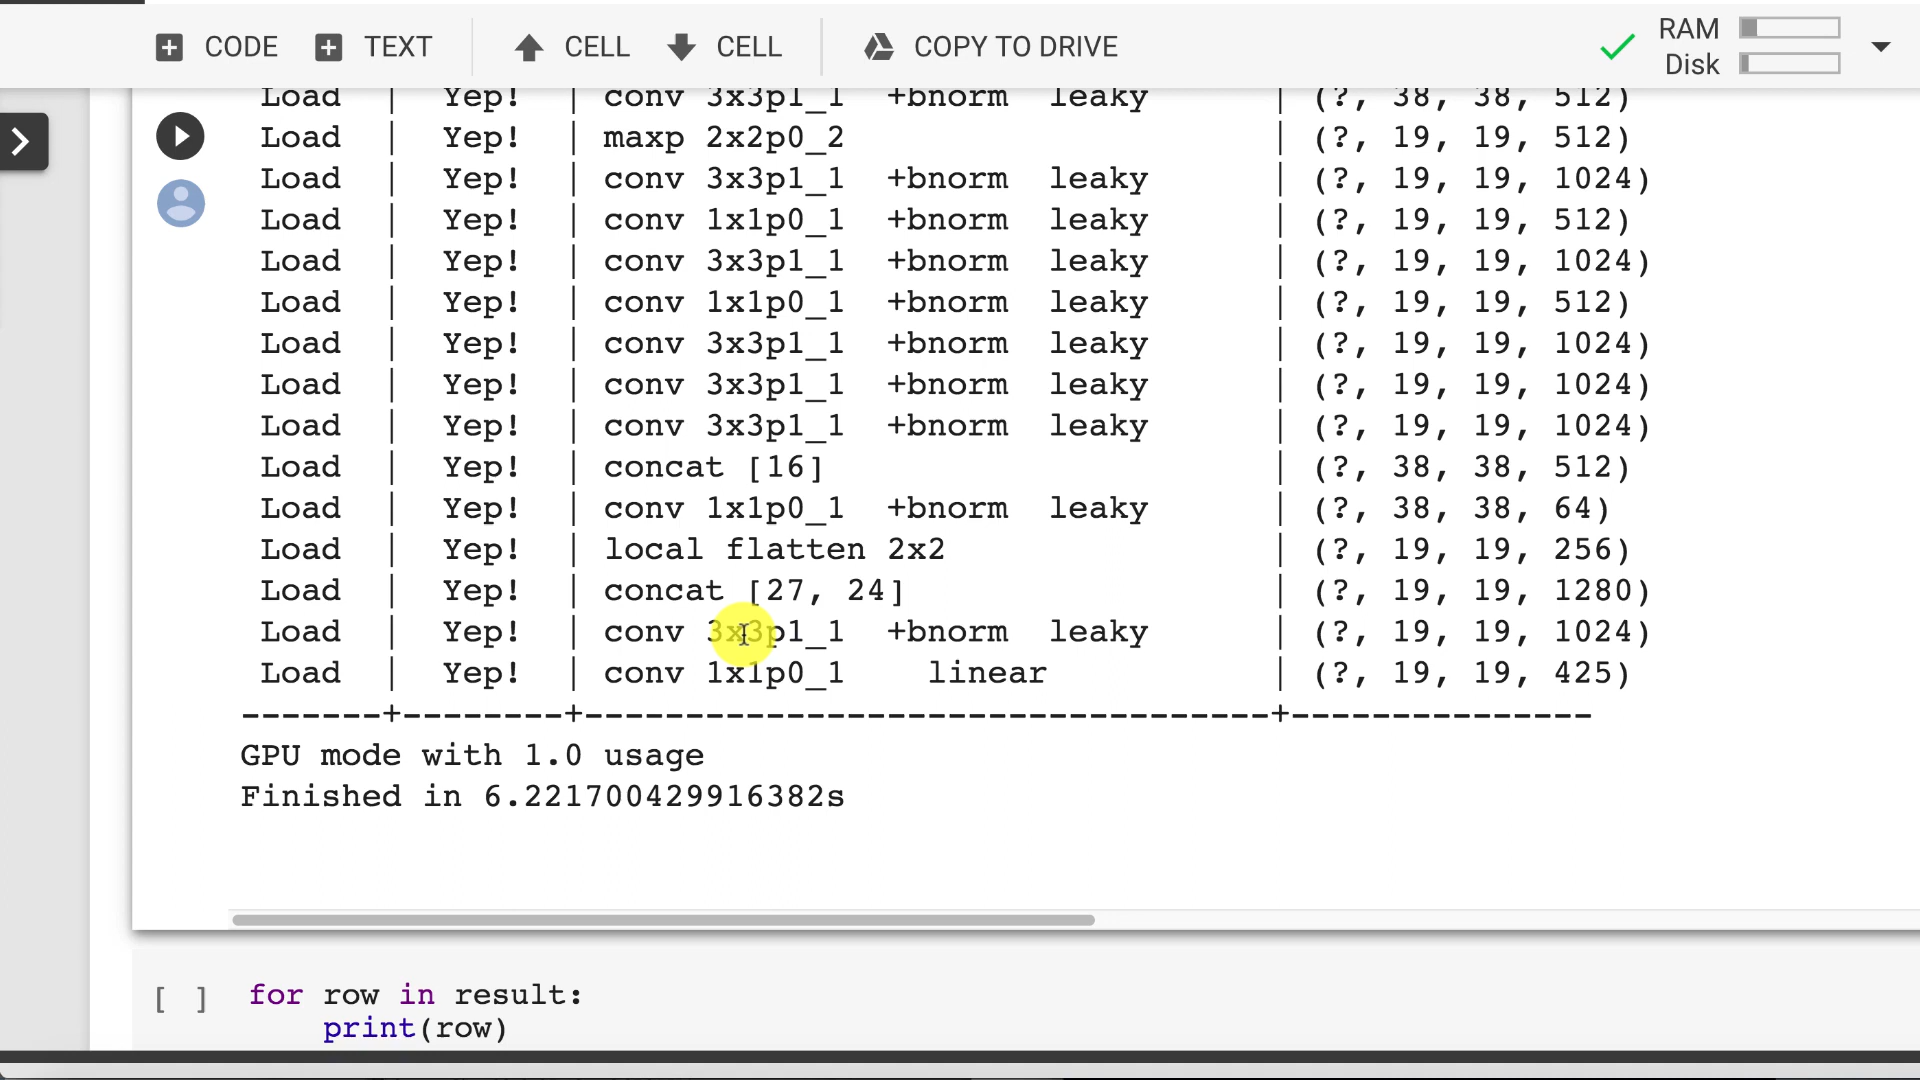 CODE TEXT CELL CELL COPY TO DRIVE RAM
Disk
Load | Yep! | conv 3x3p1_1 +bnorm leaky | (?, 38, 38, 512)
Load | Yep! | maxp 2x2p0_2 | (?, 19, 19, 512)
Load | Yep! | conv 3x3p1_1 +bnorm leaky | (?, 19, 19, 1024)
Load | Yep! | conv 1x1p0_1 +bnorm leaky | (?, 19, 19, 512)
Load | Yep! | conv 3x3p1_1 +bnorm leaky | (?, 19, 19, 1024)
Load | Yep! | conv 1x1p0_1 +bnorm leaky | (?, 19, 19, 512)
Load | Yep! | conv 3x3p1_1 +bnorm leaky | (?, 19, 19, 1024)
Load | Yep! | conv 3x3p1_1 +bnorm leaky | (?, 19, 19, 1024)
Load | Yep! | conv 3x3p1_1 +bnorm leaky | (?, 19, 19, 1024)
Load | Yep! | concat [16] | (?, 38, 38, 512)
Load | Yep! | conv 1x1p0_1 +bnorm leaky | (?, 38, 38, 64)
Load | Yep! | local flatten 2x2 | (?, 19, 19, 256)
Load | Yep! | concat [27, 24] | (?, 19, 19, 1280)
Load | Yep! | conv 3x3p1_1 +bnorm leaky | (?, 19, 19, 1024)
Load | Yep! | conv 1x1p0_1 linear | (?, 19, 19, 425)
-------+--------+----------------------------------+---------------
GPU mode with 1.0 usage
Finished in 6.221700429916382s
[ ] for row in result:
print(row)